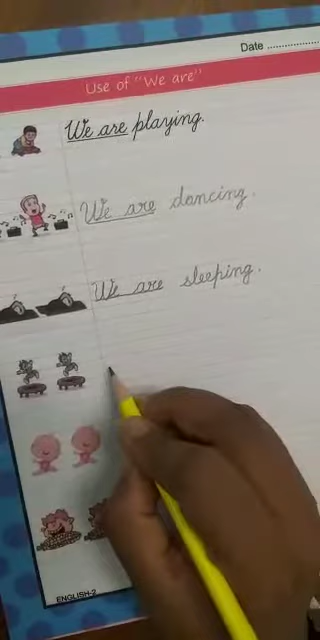 Date ..................
Use of "We are"
We are playing.
We are dancing.
We are sleeping.
ENGLISH-2